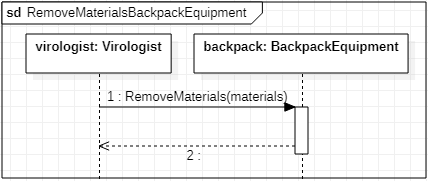 sd RemoveMaterialsBackpackEquipment
virologist: Virologist
backpack: BackpackEquipment
1 : RemoveMaterials(materials)
2 :